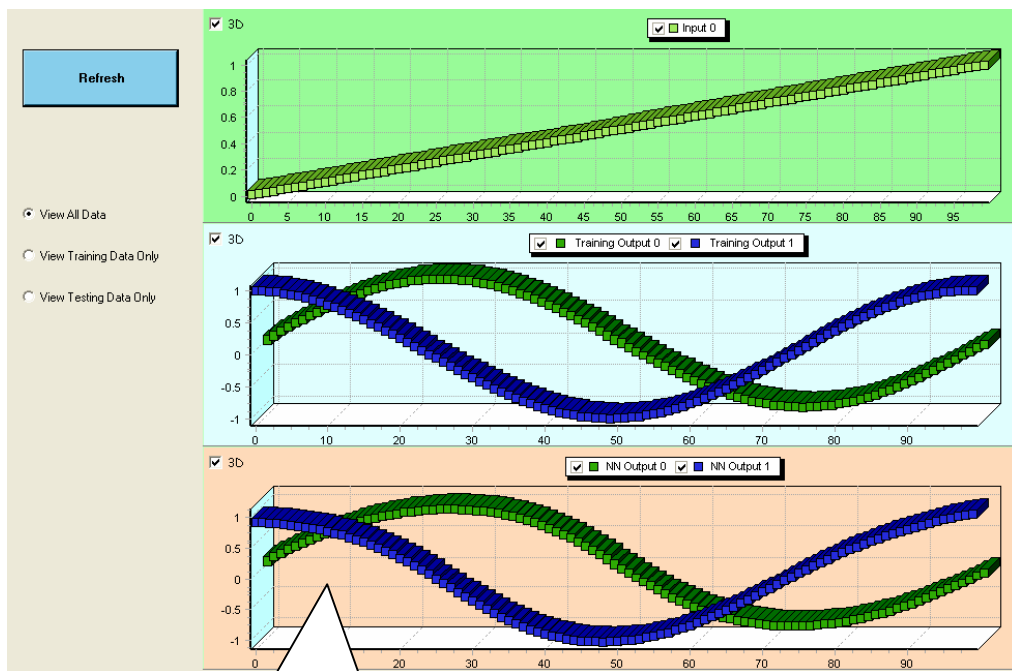 Refresh
View All Data
View Training Data Only
View Testing Data Only
3D
Input 0
1
0.8
0.6
0.4
0.2
0
0 5 10 15 20 25 30 35 40 45 50 55 60 65 70 75 80 85 90 95
3D
Training Output 0 Training Output 1
1
0.5
0
-0.5
-1
0 10 20 30 40 50 60 70 80 90
3D
NN Output 0 NN Output 1
1
0.5
0
-0.5
-1
0 20 30 40 50 60 70 80 90